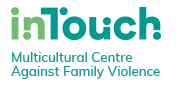 inTouch
Multicultural Centre
Against Family Violence